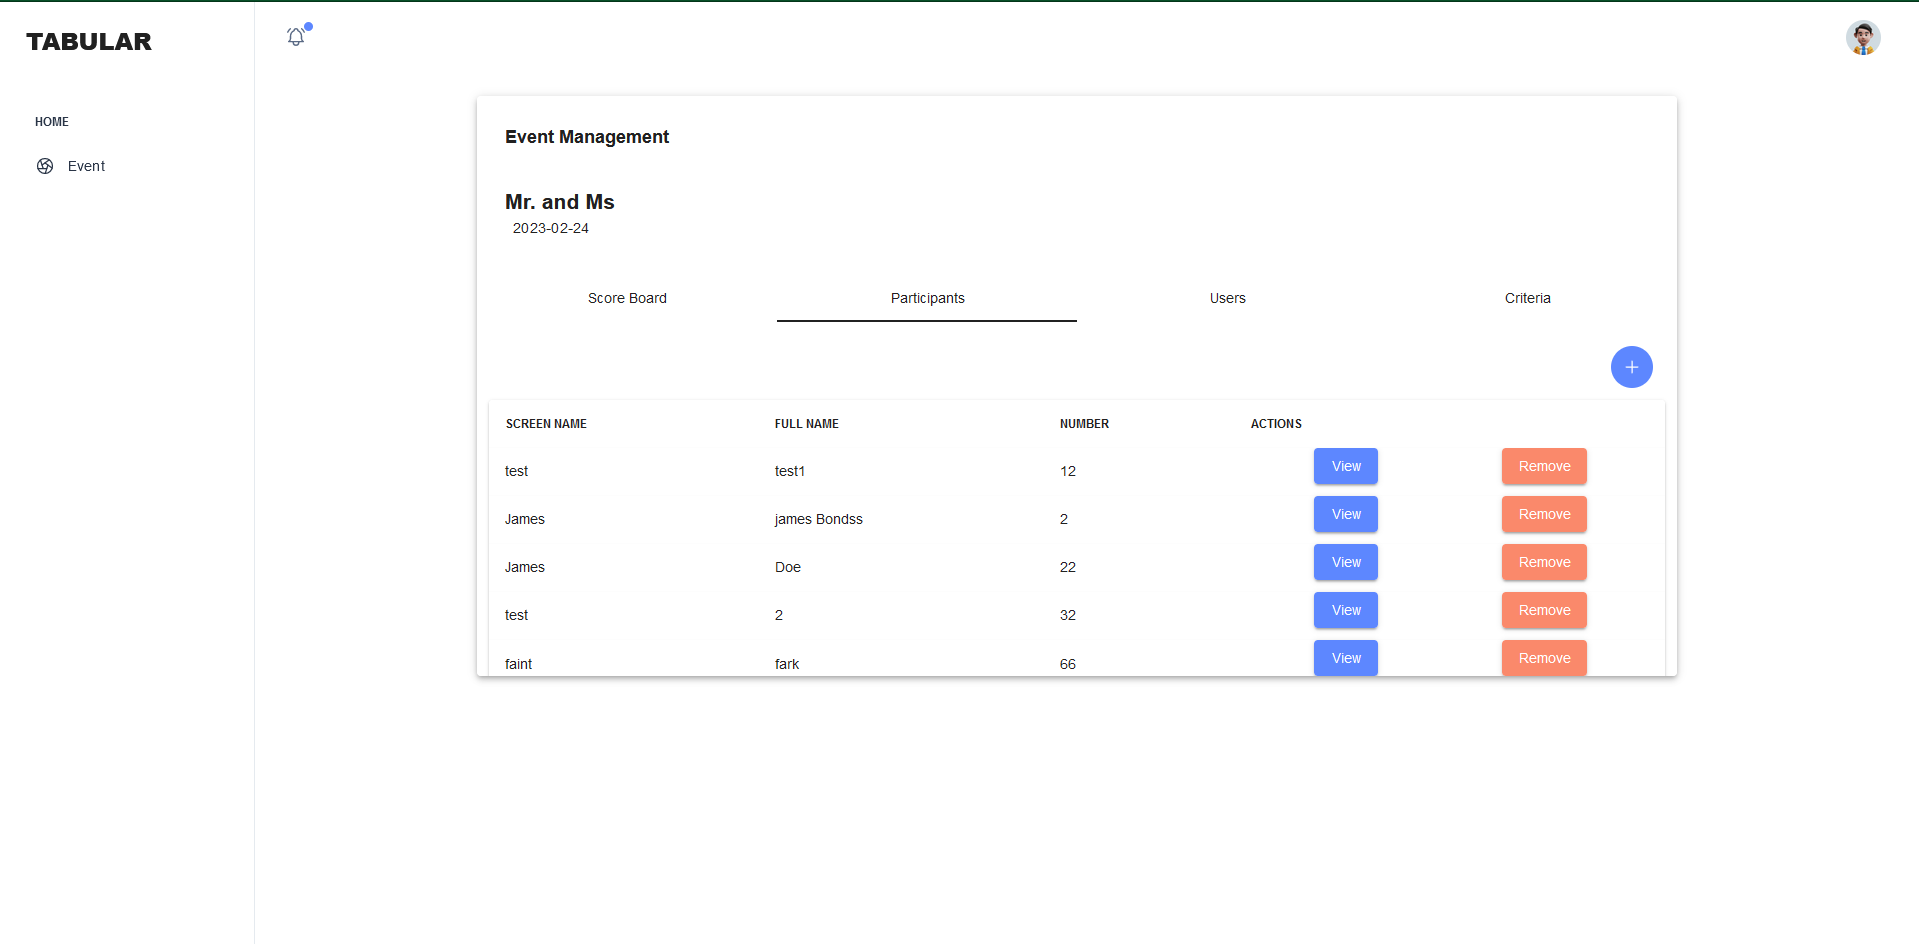 TABULAR
HOME
Event
Event Management
Mr. and Ms
2023-02-24
Score Board Participants Users Criteria
SCREEN NAME FULL NAME NUMBER ACTIONS
test test1 12 View Remove
James james Bondss 2 View Remove
James Doe 22 View Remove
test 2 32 View Remove
faint fark 66 View Remove